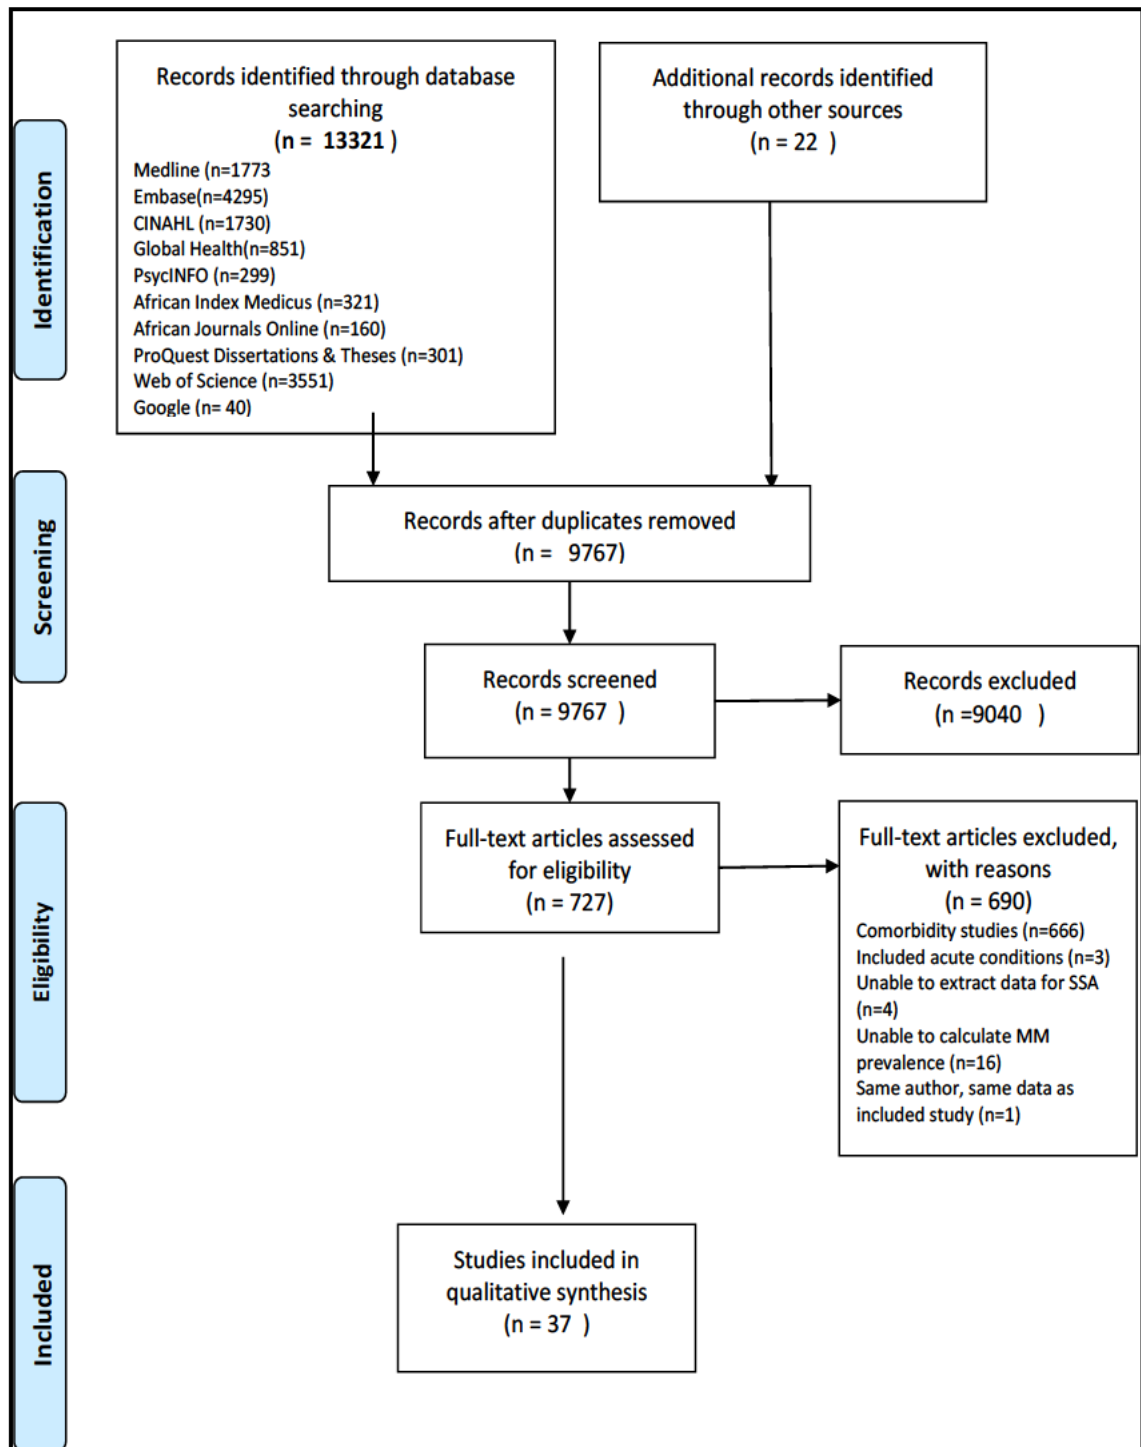 Records identified through database
searching
(n = 13321 )
Medline (n=1773
Embase(n=4295)
CINAHL (n=1730)
Global Health(n=851)
PsycINFO (n=299)
African Index Medicus (n=321)
African Journals Online (n=160)
ProQuest Dissertations & Theses (n=301)
Web of Science (n=3551)
Google (n= 40)
Additional records identified
through other sources
(n = 22 )
Identification
Records after duplicates removed
(n = 9767)
Screening
Records screened
(n = 9767 )
Records excluded
(n =9040 )
Full-text articles assessed
for eligibility
(n = 727)
Full-text articles excluded,
with reasons
(n = 690)
Comorbidity studies (n=666)
Included acute conditions (n=3)
Unable to extract data for SSA
(n=4)
Unable to calculate MM
prevalence (n=16)
Same author, same data as
included study (n=1)
Eligibility
Studies included in
qualitative synthesis
(n = 37 )
Included